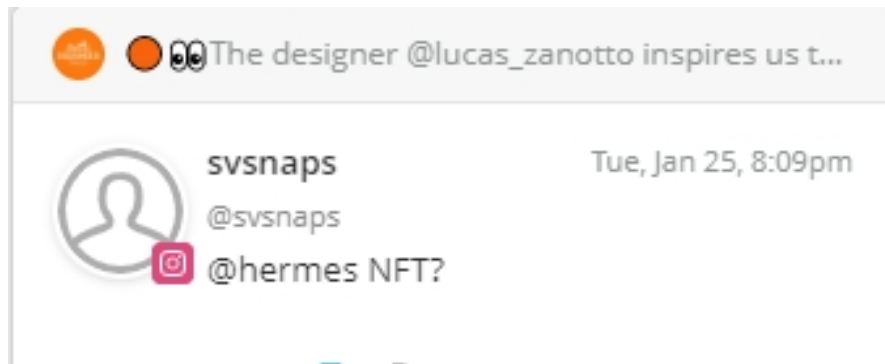 🟠👀The designer @lucas_zanotto inspires us t...
svsnaps
Tue, Jan 25, 8:09pm
@svsnaps
@hermes NFT?